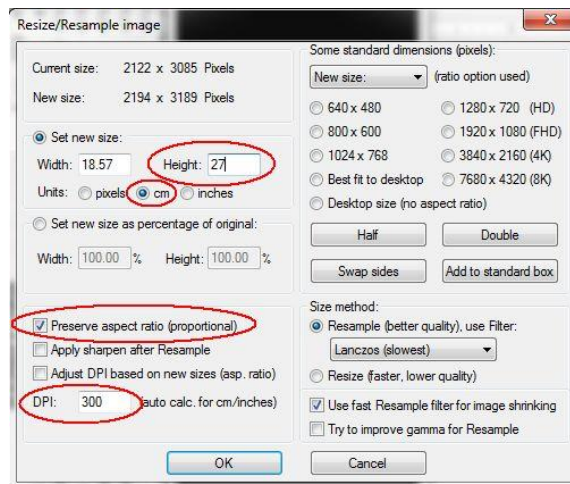 Resize/Resample image
Current size: 2122 x 3085 Pixels
New size: 2194 x 3189 Pixels
Set new size:
Width: 18.57 Height: 27
Units: pixels cm inches
Set new size as percentage of original:
Width: 100.00 % Height: 100.00 %
Preserve aspect ratio (proportional)
Apply sharpen after Resample
Adjust DPI based on new sizes (asp. ratio)
DPI: 300 (auto calc. for cm/inches)
Some standard dimensions (pixels):
New size: (ratio option used)
640 x 480 1280 x 720 (HD)
800 x 600 1920 x 1080 (FHD)
1024 x 768 3840 x 2160 (4K)
Best fit to desktop 7680 x 4320 (8K)
Desktop size (no aspect ratio)
Half Double
Swap sides Add to standard box
Size method:
Resample (better quality), use Filter:
Lanczos (slowest)
Resize (faster, lower quality)
Use fast Resample filter for image shrinking
Try to improve gamma for Resample
OK Cancel